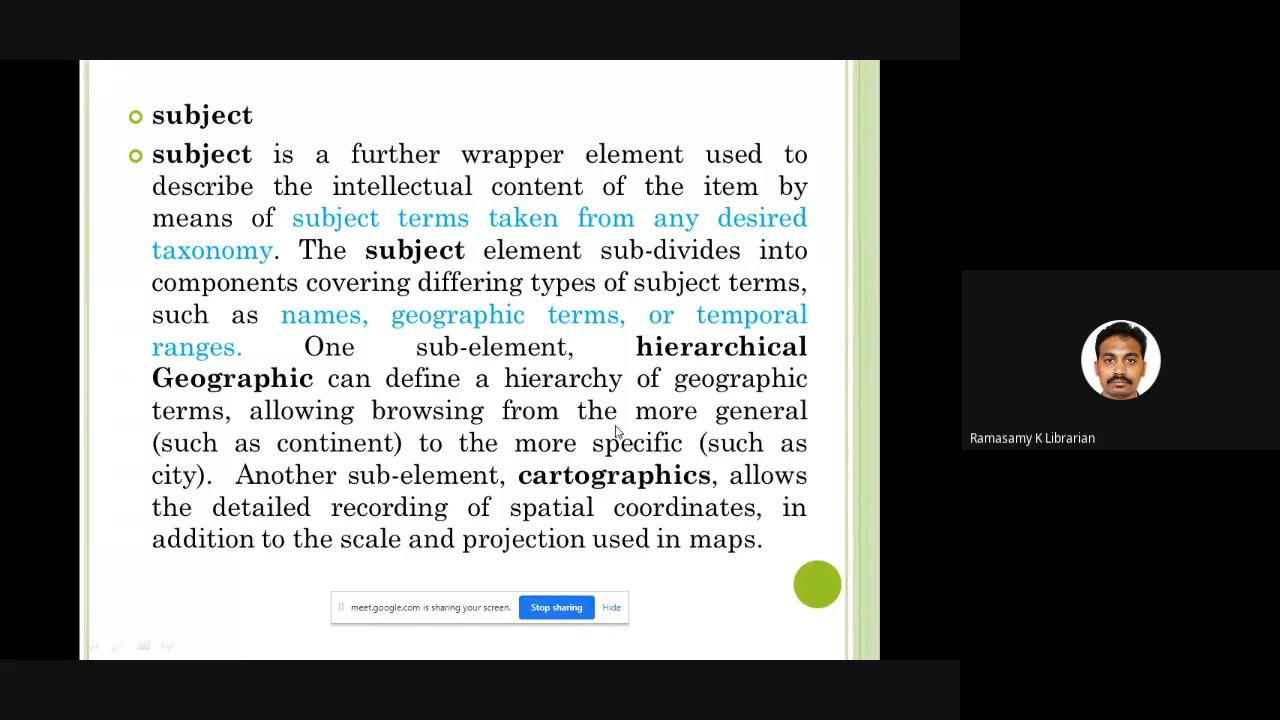 subject
subject is a further wrapper element used to
describe the intellectual content of the item by
means of subject terms taken from any desired
taxonomy. The subject element sub-divides into
components covering differing types of subject terms,
such as names, geographic terms, or temporal
ranges. One sub-element, hierarchical
Geographic can define a hierarchy of geographic
terms, allowing browsing from the more general
(such as continent) to the more specific (such as
city). Another sub-element, cartographics, allows
the detailed recording of spatial coordinates, in
addition to the scale and projection used in maps.
meet.google.com is sharing your screen. Stop sharing Hide
Ramasamy K Librarian